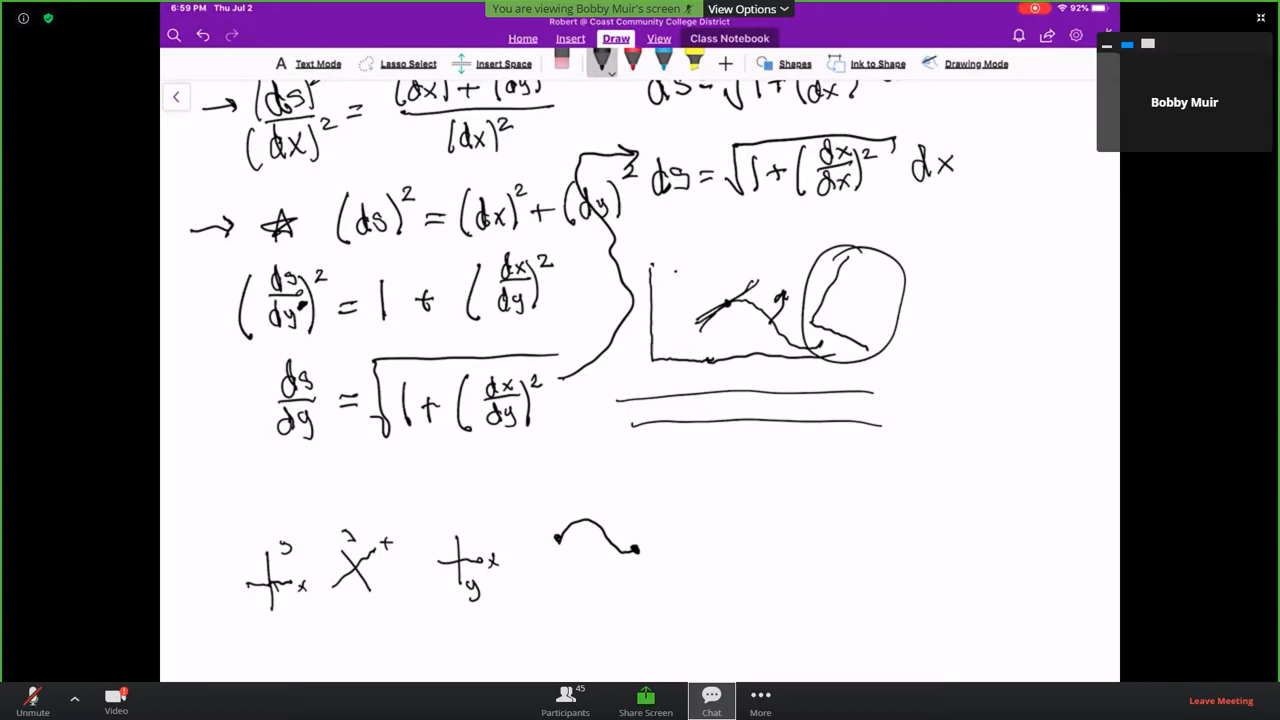 6:59 PM Thu Jul 2
You are viewing Bobby Muir's screen
View Options
92%
Robert @ Coast Community College District
Home Insert Draw View Class Notebook
Text Mode Lasso Select Insert Space Shapes Ink to Shape Drawing Mode
Bobby Muir
→ (ds)²/(dx)² = (dx) + (dy)/(dx)²
ds = √1 + (dx)
ds = √1 + (dx/dx)² dx
→ ☆ (ds)² = (dx)² + (dy)²
(ds/dy)² = 1 + (dx/dy)²
ds/dy = √1 + (dx/dy)²
y
x
x
y
Unmute
Video
45
Participants
Share Screen
Chat
More
Leave Meeting